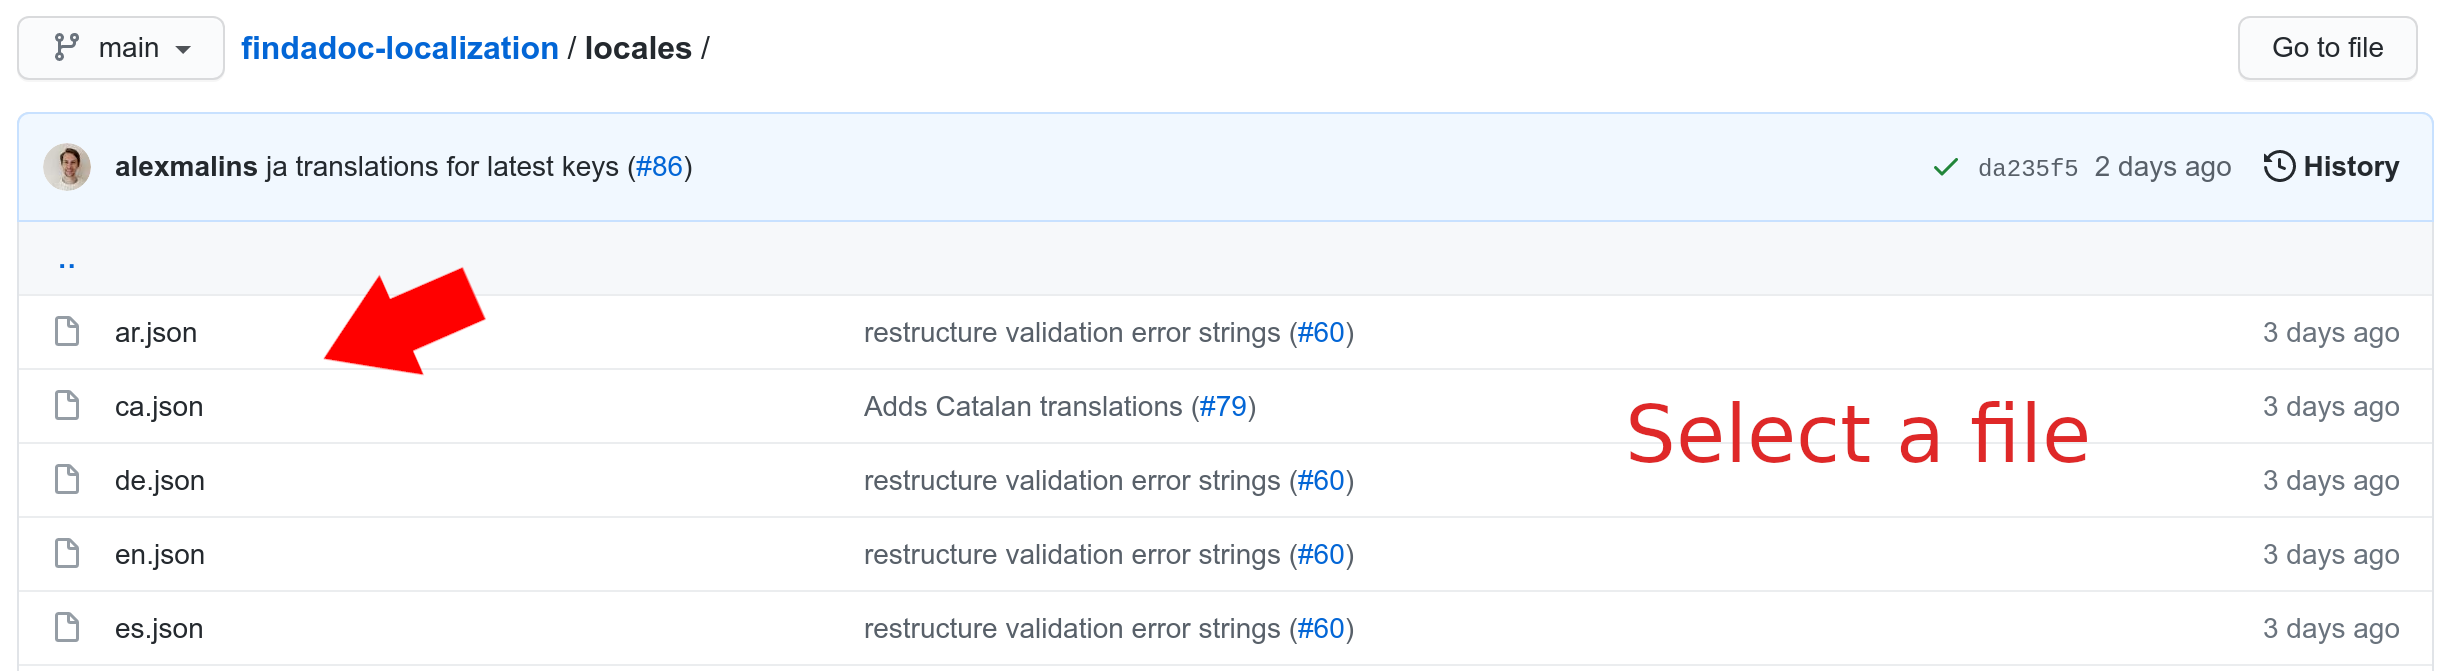 main findadoc-localization / locales / Go to file
alexmalins ja translations for latest keys (#86) da235f5 2 days ago History
..
ar.json restructure validation error strings (#60) 3 days ago
ca.json Adds Catalan translations (#79) 3 days ago
Select a file
de.json restructure validation error strings (#60) 3 days ago
en.json restructure validation error strings (#60) 3 days ago
es.json restructure validation error strings (#60) 3 days ago